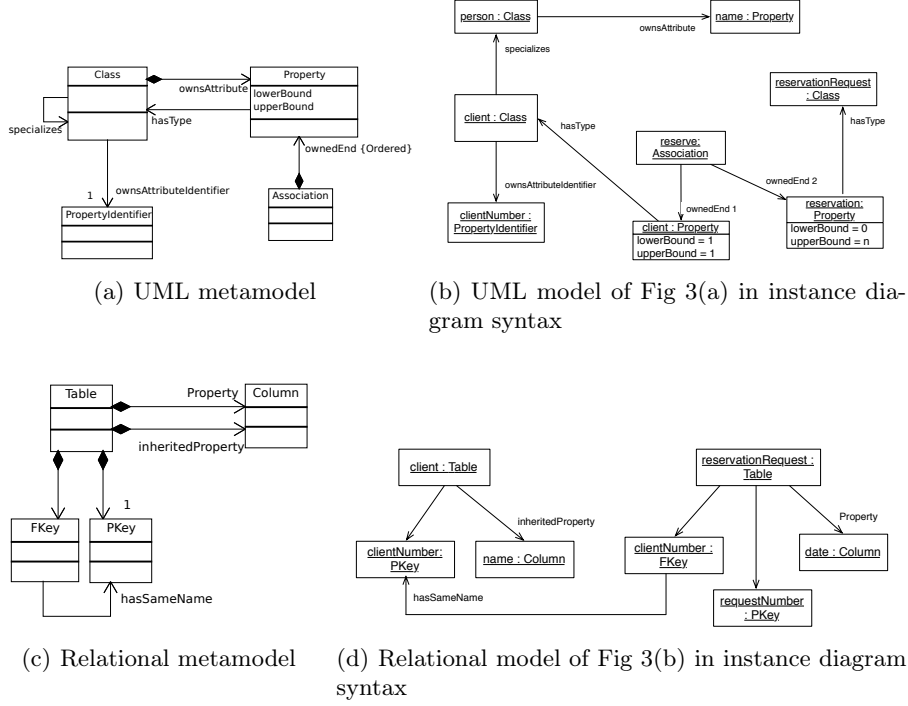 Class
ownsAttribute
specializes
hasType
1
ownsAttributeIdentifier
PropertyIdentifier
Property
lowerBound
upperBound
ownedEnd {Ordered}
Association
(a) UML metamodel
person : Class
ownsAttribute
name : Property
specializes
client : Class
hasType
ownsAttributeIdentifier
clientNumber :
PropertyIdentifier
reserve:
Association
ownedEnd 1
ownedEnd 2
client : Property
lowerBound = 1
upperBound = 1
reservationRequest
: Class
hasType
reservation:
Property
lowerBound = 0
upperBound = n
(b) UML model of Fig 3(a) in instance dia-
gram syntax
Table
Property
Column
inheritedProperty
1
FKey
PKey
hasSameName
(c) Relational metamodel
client : Table
inheritedProperty
clientNumber:
PKey
name : Column
hasSameName
reservationRequest :
Table
Property
clientNumber :
FKey
date : Column
requestNumber
: PKey
(d) Relational model of Fig 3(b) in instance diagram
syntax